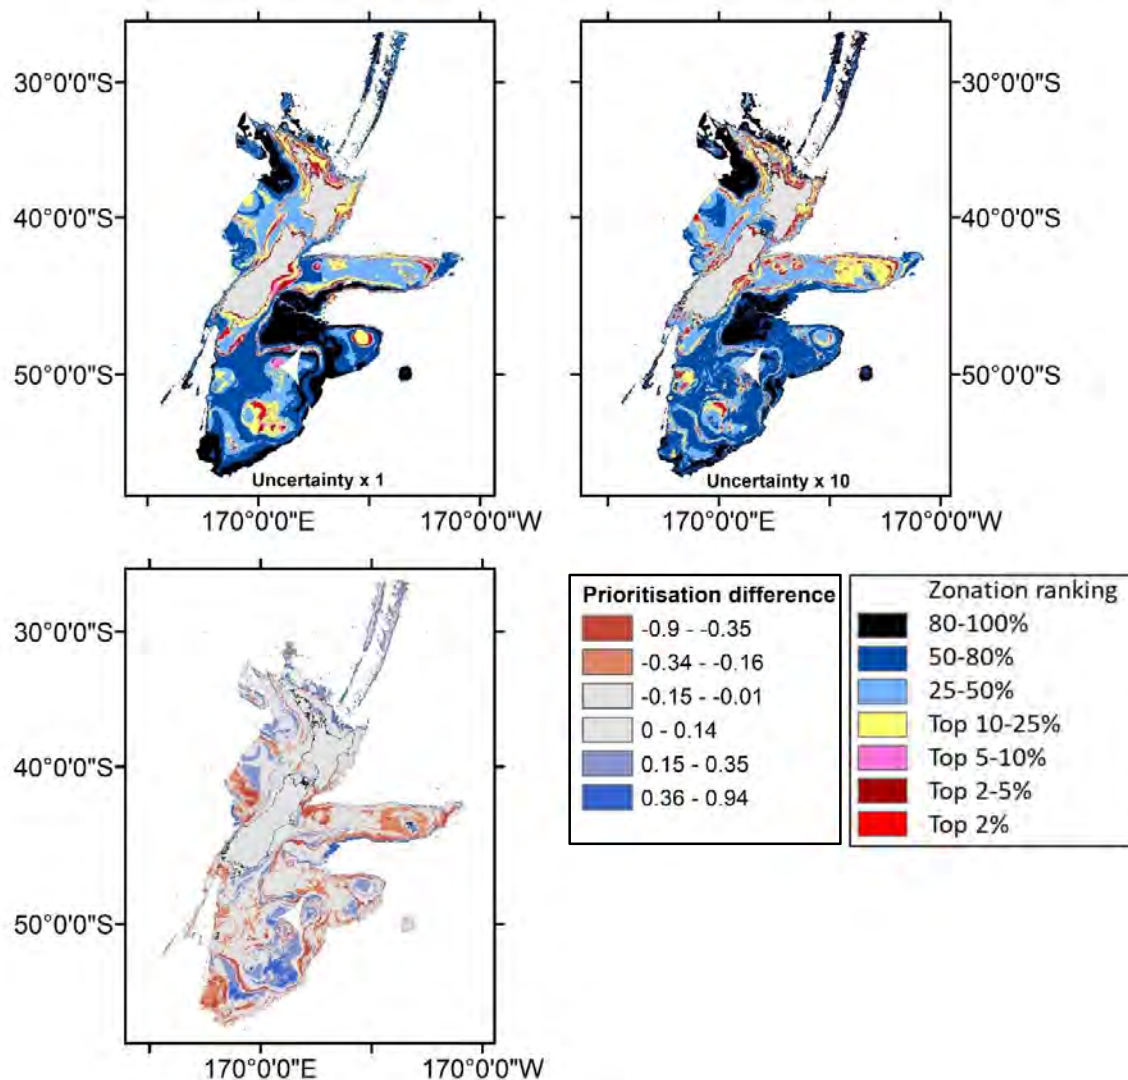 30°0'0"S
40°0'0"S
50°0'0"S
Uncertainty x 1
170°0'0"E
170°0'0"W
30°0'0"S
40°0'0"S
50°0'0"S
Uncertainty x 10
170°0'0"E
170°0'0"W
30°0'0"S
40°0'0"S
50°0'0"S
170°0'0"E
170°0'0"W
Prioritisation difference
-0.9 - -0.35
-0.34 - -0.16
-0.15 - -0.01
0 - 0.14
0.15 - 0.35
0.36 - 0.94
Zonation ranking
80-100%
50-80%
25-50%
Top 10-25%
Top 5-10%
Top 2-5%
Top 2%